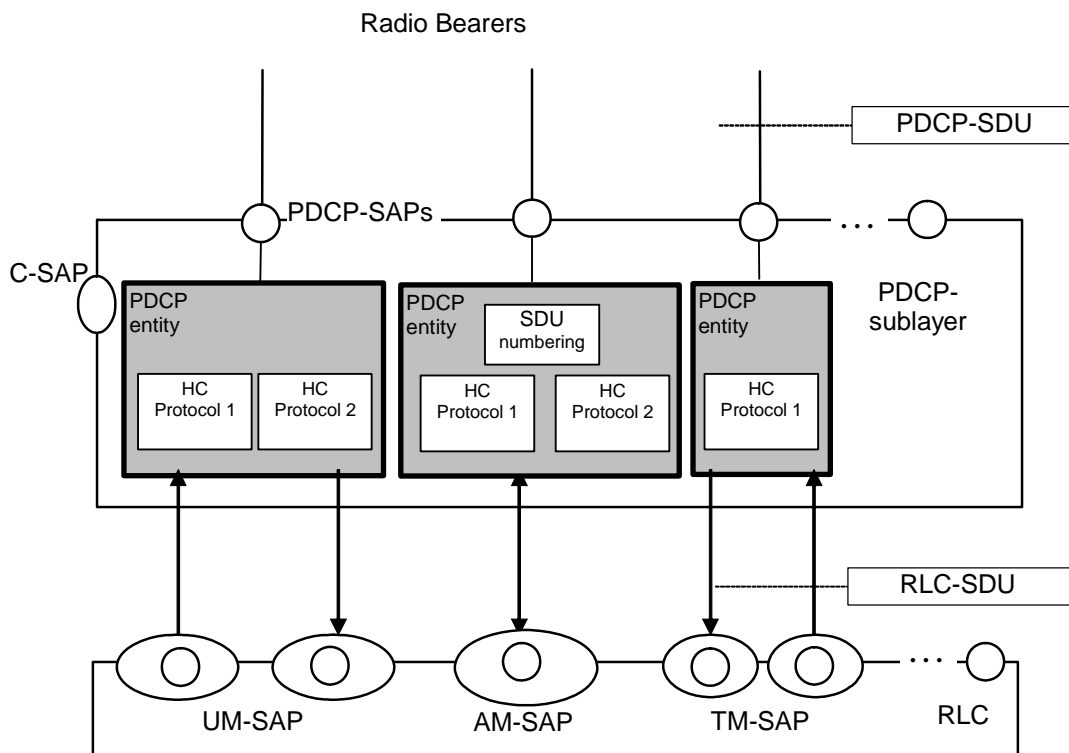 Radio Bearers
PDCP-SDU
PDCP-SAPs
...
C-SAP
PDCP
entity
HC
Protocol 1
HC
Protocol 2
PDCP
entity
SDU
numbering
HC
Protocol 1
HC
Protocol 2
PDCP
entity
HC
Protocol 1
PDCP-
sublayer
RLC-SDU
...
UM-SAP
AM-SAP
TM-SAP
RLC